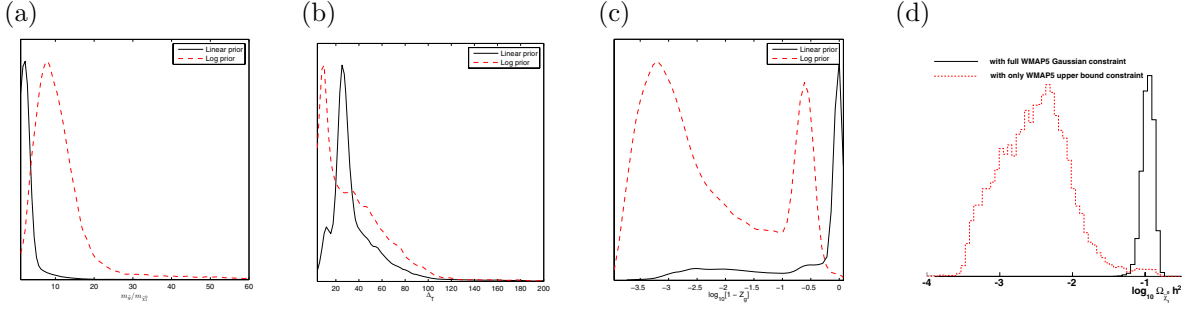 (a)
Linear prior
Log prior
10 20 30 40 50 60
(b)
Linear prior
Log prior
20 40 60 80 100 120 140 160 180 200
Δ_T
(c)
Linear prior
Log prior
−3.5 −3 −2.5 −2 −1.5 −1 −0.5 0
log₁₀[1 − Z_g]
(d)
with full WMAP5 Gaussian constraint
with only WMAP5 upper bound constraint
-4 -3 -2 -1 0